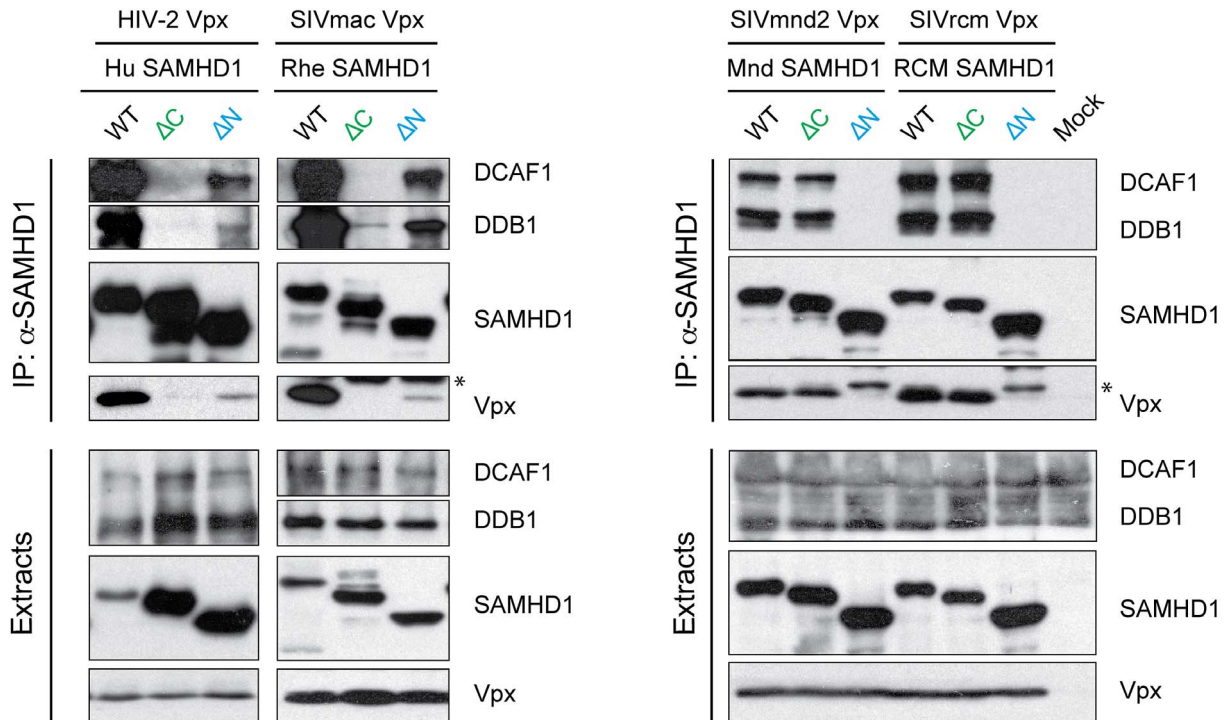 HIV-2 Vpx SIVmac Vpx
Hu SAMHD1 Rhe SAMHD1
WT ΔC ΔN WT ΔC ΔN
IP: α-SAMHD1
DCAF1
DDB1
SAMHD1
*
Vpx
Extracts
DCAF1
DDB1
SAMHD1
Vpx
SIVmnd2 Vpx SIVrcm Vpx
Mnd SAMHD1 RCM SAMHD1
WT ΔC ΔN WT ΔC ΔN Mock
IP: α-SAMHD1
DCAF1
DDB1
SAMHD1
*
Vpx
Extracts
DCAF1
DDB1
SAMHD1
Vpx